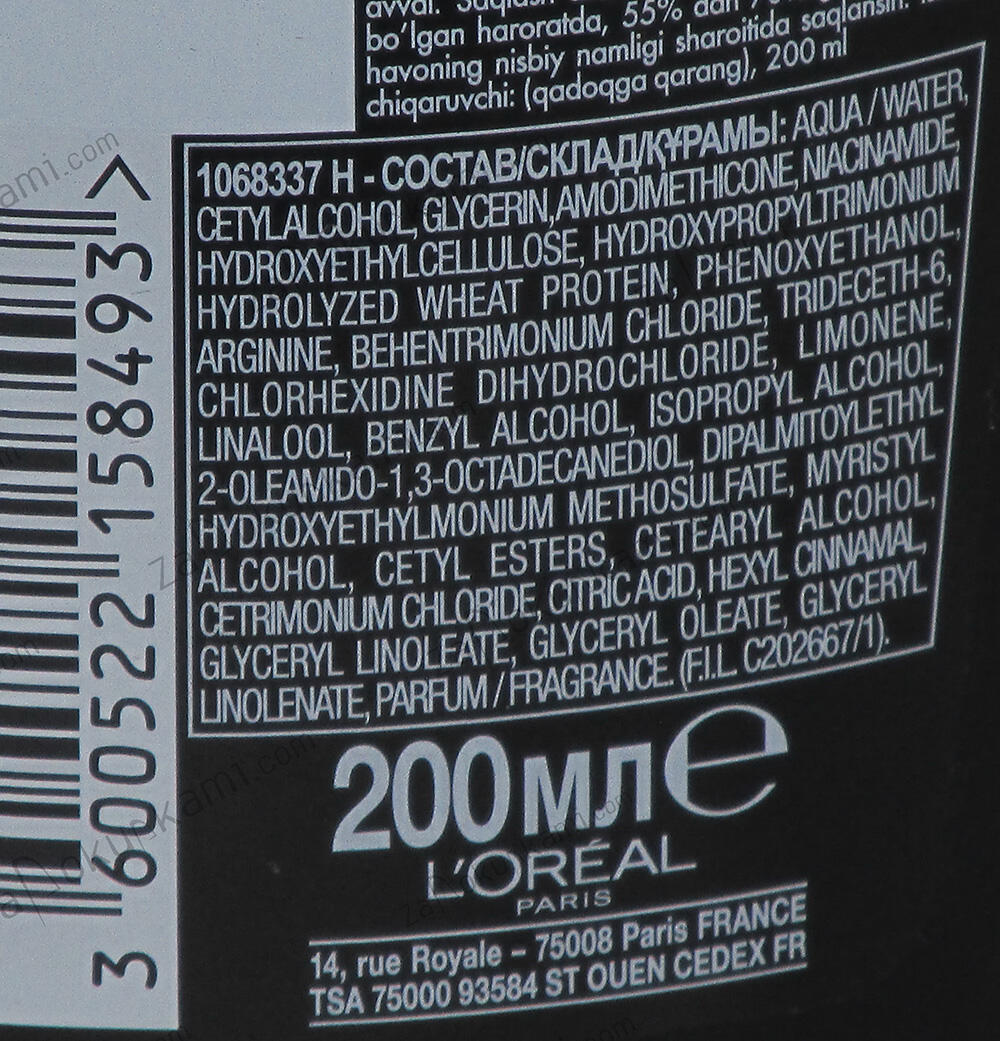 avval.
bo'lgan haroratda, 55% dan
havoning nisbiy namligi sharoitida saqlansin.
chiqaruvchi: (qadoqga qarang), 200 ml
1068337 H - СОСТАВ/СКЛАД/ҚҰРАМЫ: AQUA / WATER,
CETYL ALCOHOL, GLYCERIN, AMODIMETHICONE, NIACINAMIDE,
HYDROXYETHYLCELLULOSE, HYDROXYPROPYLTRIMONIUM
HYDROLYZED WHEAT PROTEIN, PHENOXYETHANOL,
ARGININE, BEHENTRIMONIUM CHLORIDE, TRIDECETH-6,
CHLORHEXIDINE DIHYDROCHLORIDE, LIMONENE,
LINALOOL, BENZYL ALCOHOL, ISOPROPYL ALCOHOL,
2-OLEAMIDO-1,3-OCTADECANEDIOL, DIPALMITOYLETHYL
HYDROXYETHYLMONIUM METHOSULFATE, MYRISTYL
ALCOHOL, CETYL ESTERS, CETEARYL ALCOHOL,
CETRIMONIUM CHLORIDE, CITRIC ACID, HEXYL CINNAMAL,
GLYCERYL LINOLEATE, GLYCERYL OLEATE, GLYCERYL
LINOLENATE, PARFUM / FRAGRANCE. (F.I.L. C202667/1).
200 МЛ e
L'ORÉAL
PARIS
14, rue Royale – 75008 Paris FRANCE
TSA 75000 93584 ST OUEN CEDEX FR
3 600522 158493 >